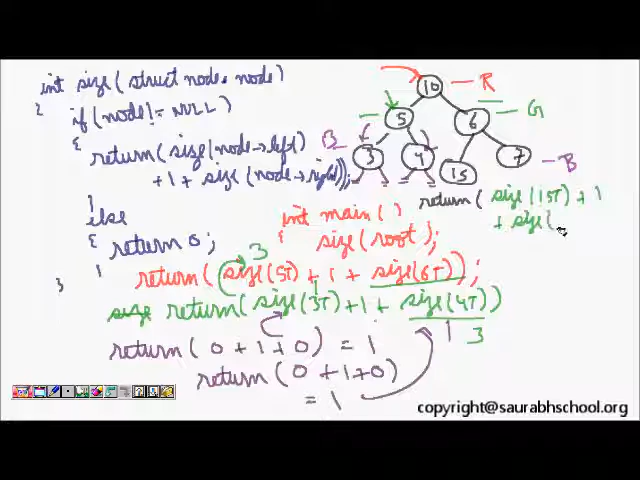 int size( struct node* node)
{ if(node != NULL)
{ return( size(node→left)
+1 + size(node→right));
}
else
{ return 0;
}
}
10 — R
5
6 — G
B
3
4
15
7 — B
return( size(15T) + 1
+ size(
int main( )
{ size(root);
3
return( size(5T) + 1 + size(6T));
size return(size(3T)+1+ size(4T))
1
1 3
return( 0 + 1 + 0) = 1
return( 0 + 1 + 0)
= 1
copyright@saurabhschool.org